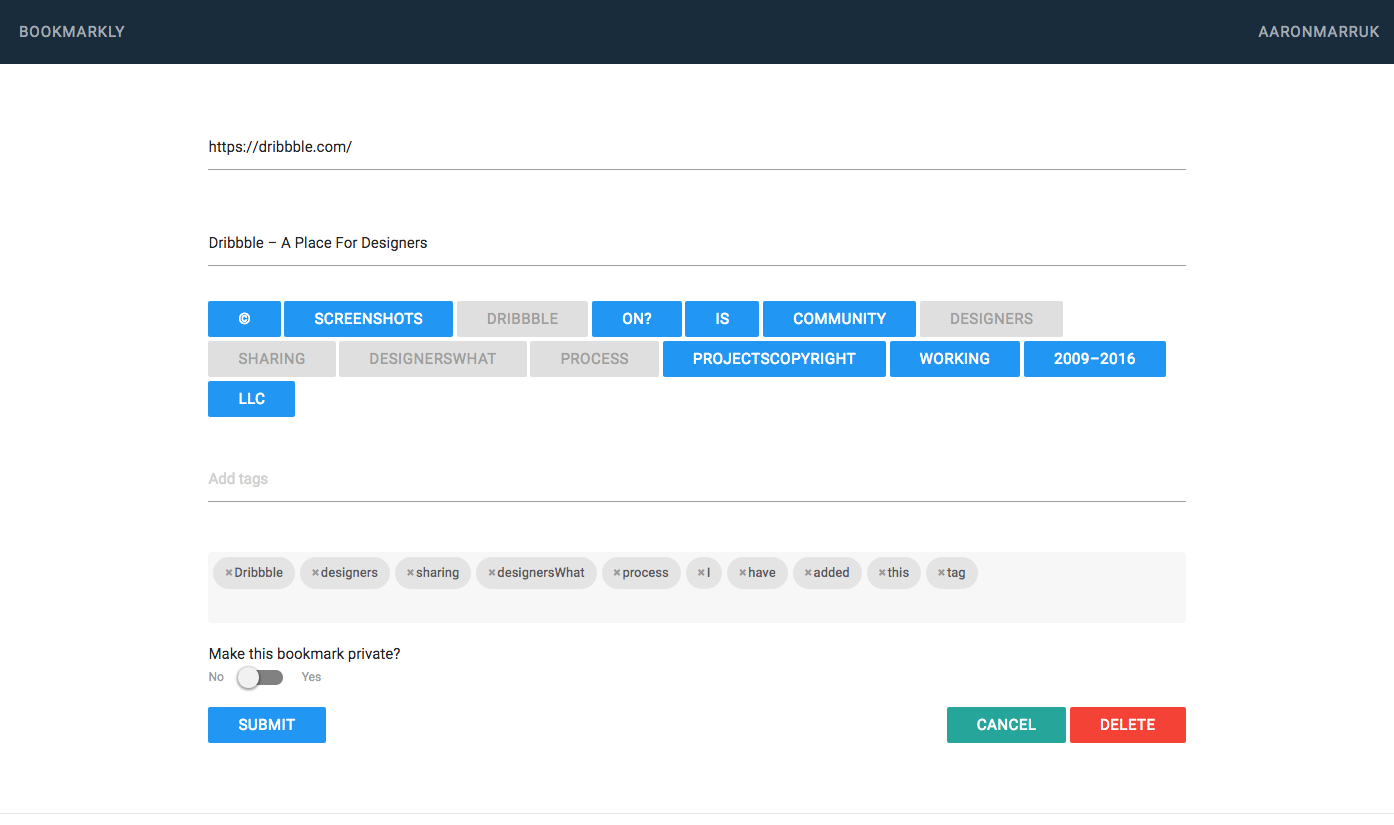 BOOKMARKLY AARONMARRUK
https://dribbble.com/
Dribbble – A Place For Designers
© SCREENSHOTS DRIBBBLE ON? IS COMMUNITY DESIGNERS
SHARING DESIGNERSWHAT PROCESS PROJECTSCOPYRIGHT WORKING 2009–2016
LLC
Add tags
×Dribbble ×designers ×sharing ×designersWhat ×process ×I ×have ×added ×this ×tag
Make this bookmark private?
No Yes
SUBMIT CANCEL DELETE